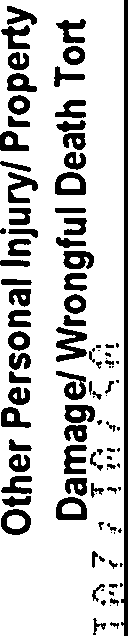 Other Personal Injury/ Property
Damage/ Wrongful Death Tort